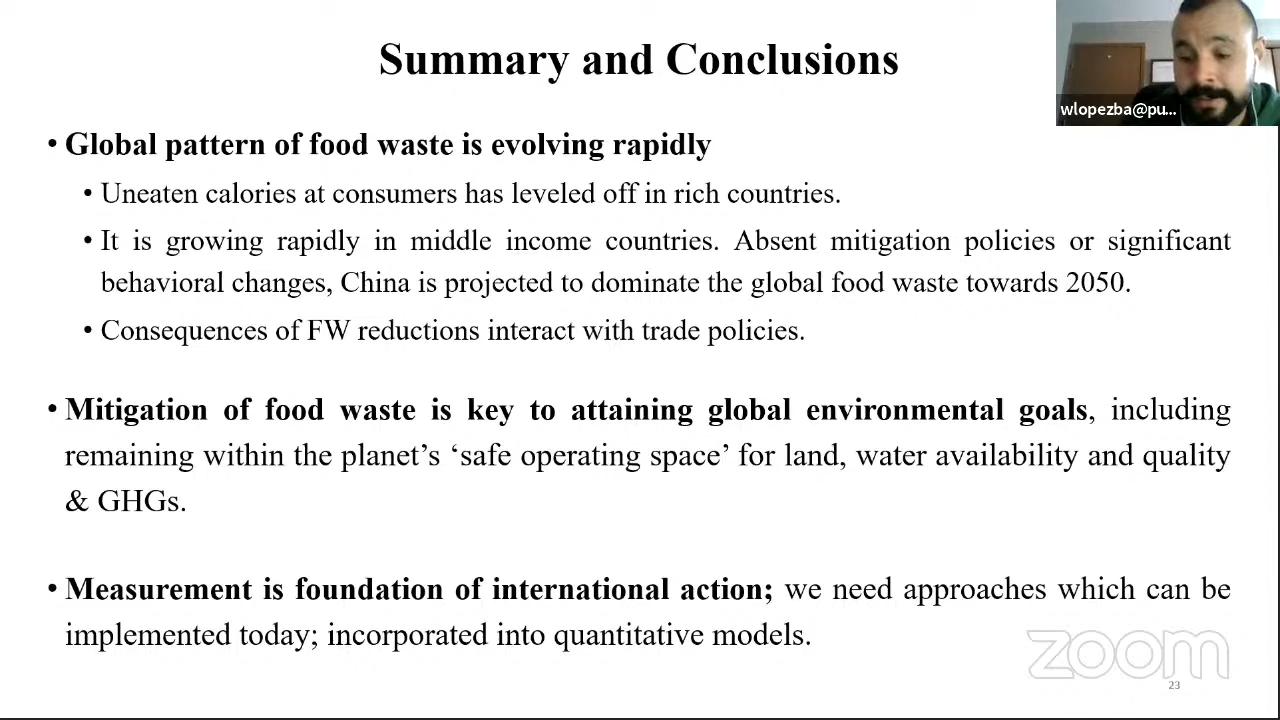 Summary and Conclusions
wlopezba@pu...
• Global pattern of food waste is evolving rapidly
• Uneaten calories at consumers has leveled off in rich countries.
• It is growing rapidly in middle income countries. Absent mitigation policies or significant
behavioral changes, China is projected to dominate the global food waste towards 2050.
• Consequences of FW reductions interact with trade policies.
• Mitigation of food waste is key to attaining global environmental goals, including
remaining within the planet’s ‘safe operating space’ for land, water availability and quality
& GHGs.
• Measurement is foundation of international action; we need approaches which can be
implemented today; incorporated into quantitative models.
zoom
23